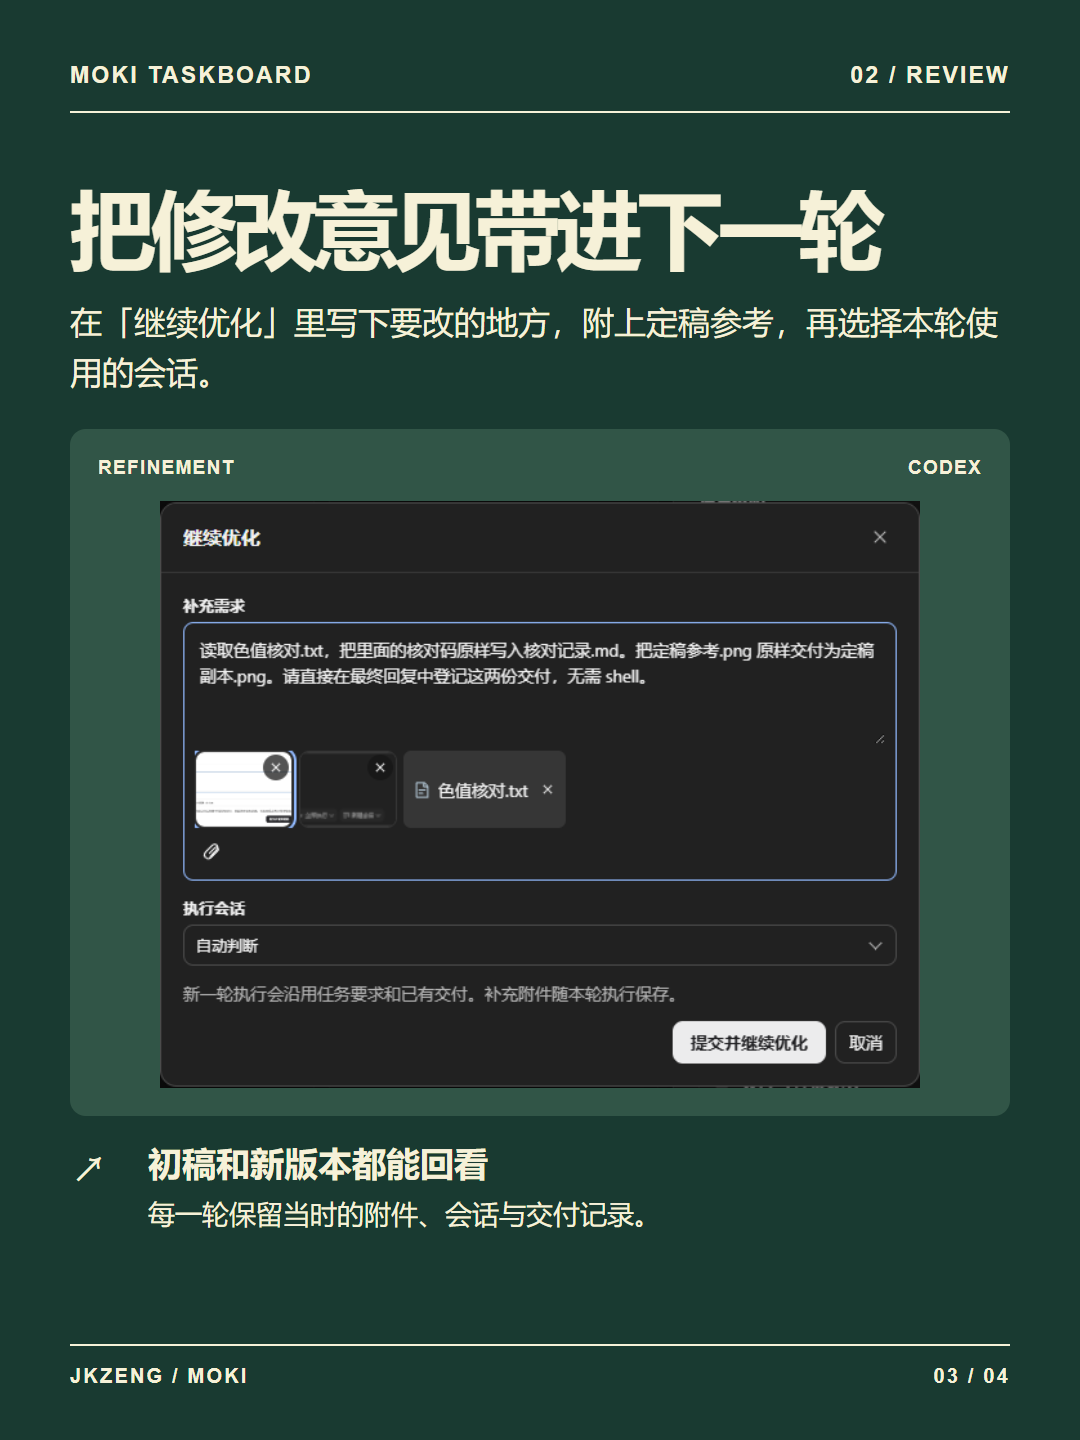 MOKI TASKBOARD
02 / REVIEW
把修改意见带进下一轮
在「继续优化」里写下要改的地方，附上定稿参考，再选择本轮使
用的会话。
REFINEMENT
CODEX
继续优化
补充需求
读取色值核对.txt，把里面的核对码原样写入核对记录.md。把定稿参考.png 原样交付为定稿
副本.png。请直接在最终回复中登记这两份交付，无需 shell。
色值核对.txt
执行会话
自动判断
新一轮执行会沿用任务要求和已有交付。补充附件随本轮执行保存。
提交并继续优化
取消
初稿和新版本都能回看
每一轮保留当时的附件、会话与交付记录。
JKZENG / MOKI
03 / 04